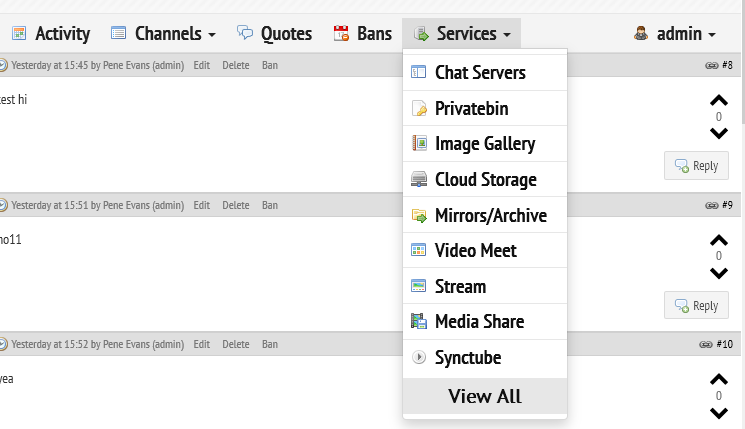 Activity Channels Quotes Bans Services admin
Yesterday at 15:45 by Pene Evans (admin) Edit Delete Ban #8
test hi
0
Reply
Yesterday at 15:51 by Pene Evans (admin) Edit Delete Ban #9
0
Reply
Yesterday at 15:52 by Pene Evans (admin) Edit Delete Ban #10
yea
0
Chat Servers
Privatebin
Image Gallery
Cloud Storage
Mirrors/Archive
Video Meet
Stream
Media Share
Synctube
View All